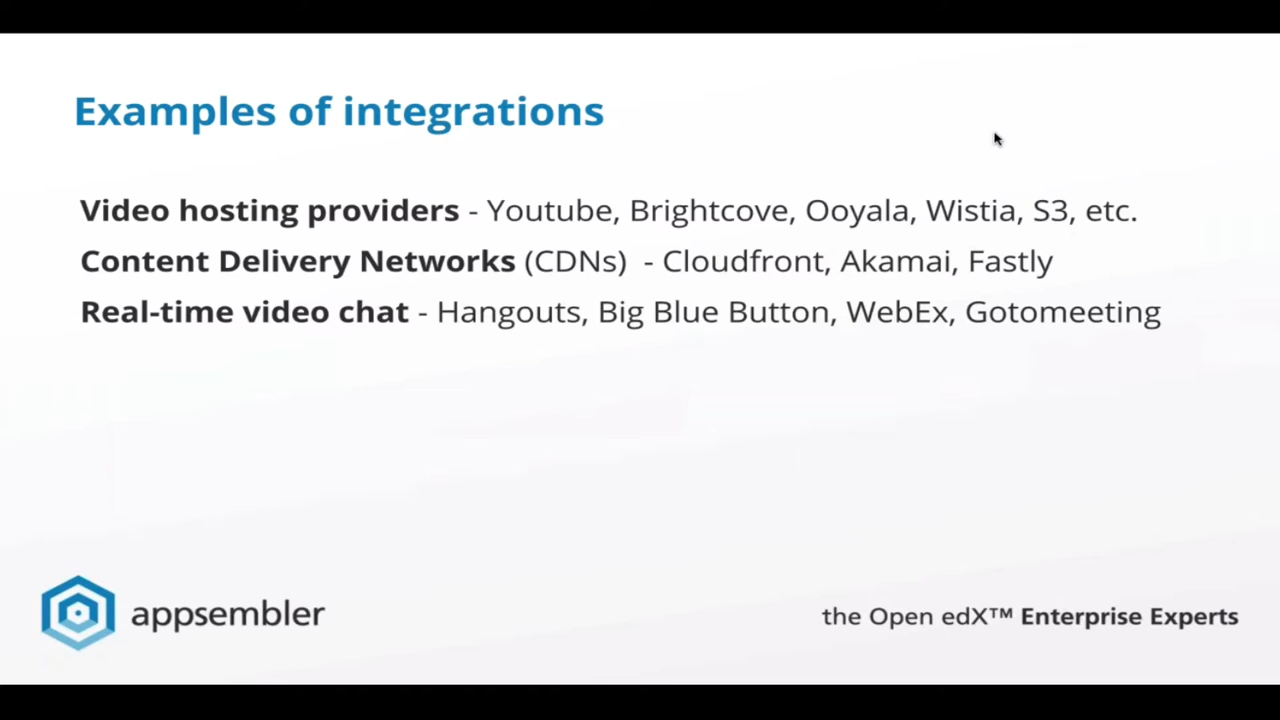 Examples of integrations
Video hosting providers - Youtube, Brightcove, Ooyala, Wistia, S3, etc.
Content Delivery Networks (CDNs)  - Cloudfront, Akamai, Fastly
Real-time video chat - Hangouts, Big Blue Button, WebEx, Gotomeeting
appsembler
the Open edX™ Enterprise Experts